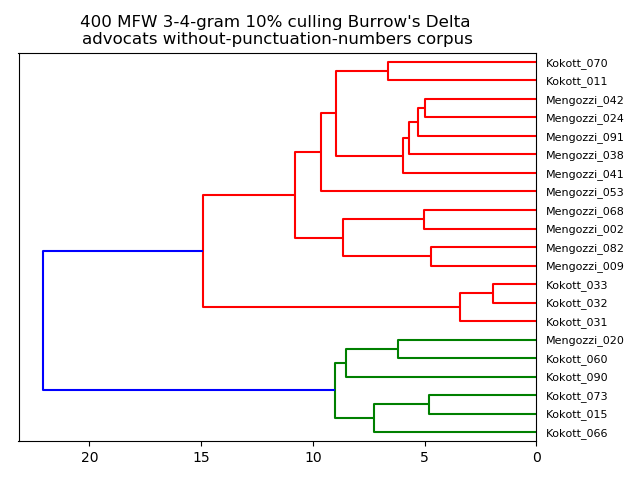 400 MFW 3-4-gram 10% culling Burrow's Delta
advocats without-punctuation-numbers corpus
Kokott_070
Kokott_011
Mengozzi_042
Mengozzi_024
Mengozzi_091
Mengozzi_038
Mengozzi_041
Mengozzi_053
Mengozzi_068
Mengozzi_002
Mengozzi_082
Mengozzi_009
Kokott_033
Kokott_032
Kokott_031
Mengozzi_020
Kokott_060
Kokott_090
Kokott_073
Kokott_015
Kokott_066
20 15 10 5 0